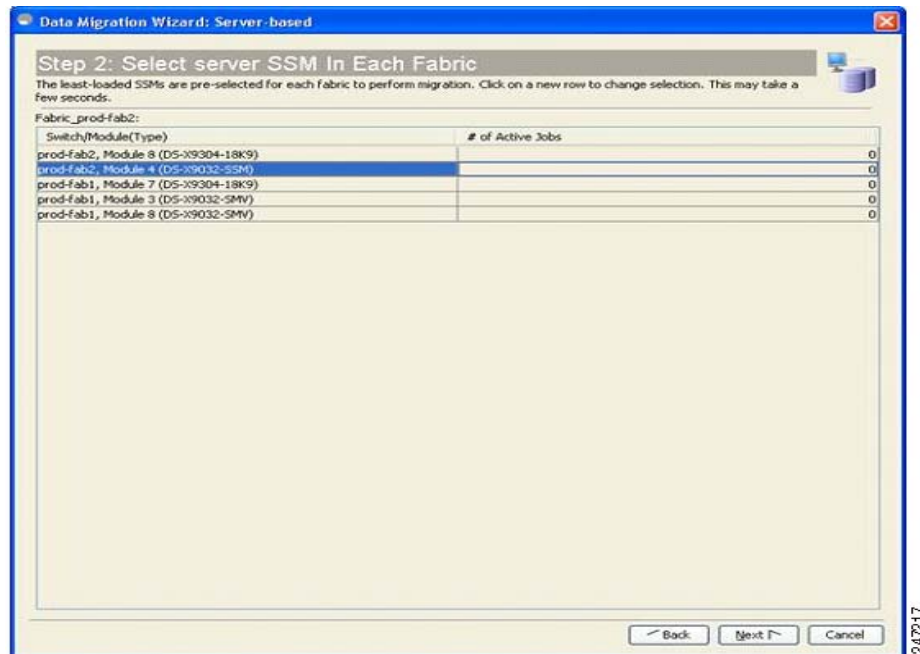 Data Migration Wizard: Server-based
Step 2: Select server SSM In Each Fabric
The least-loaded SSMs are pre-selected for each fabric to perform migration. Click on a new row to change selection. This may take a
few seconds.
Fabric_prod-fab2:
Switch/Module(Type) # of Active Jobs
prod-fab2, Module 8 (DS-X9304-18K9) 0
prod-fab2, Module 4 (DS-X9032-SSM) 0
prod-fab1, Module 7 (DS-X9304-18K9) 0
prod-fab1, Module 3 (DS-X9032-SMV) 0
prod-fab1, Module 8 (DS-X9032-SMV) 0
Back Next Cancel
247217